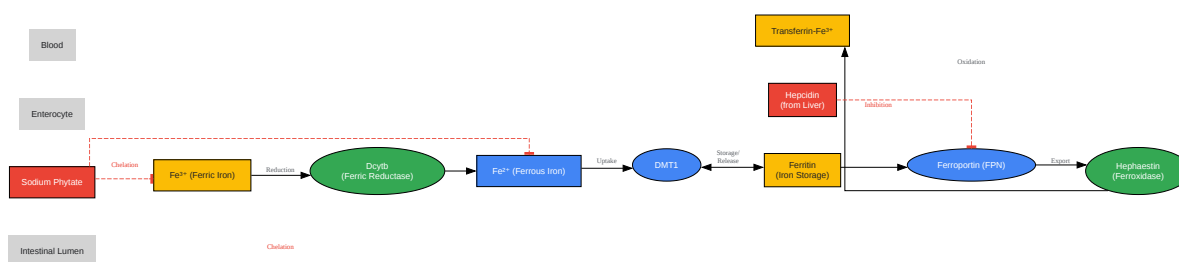 Transferrin-Fe³⁺
Blood
Oxidation
Hepcidin
(from Liver)
Inhibition
Enterocyte
Chelation
Sodium Phytate
Fe³⁺ (Ferric Iron)
Reduction
Dcytb
(Ferric Reductase)
Fe²⁺ (Ferrous Iron)
Uptake
DMT1
Storage/
Release
Ferritin
(Iron Storage)
Ferroportin (FPN)
Export
Hephaestin
(Ferroxidase)
Intestinal Lumen
Chelation